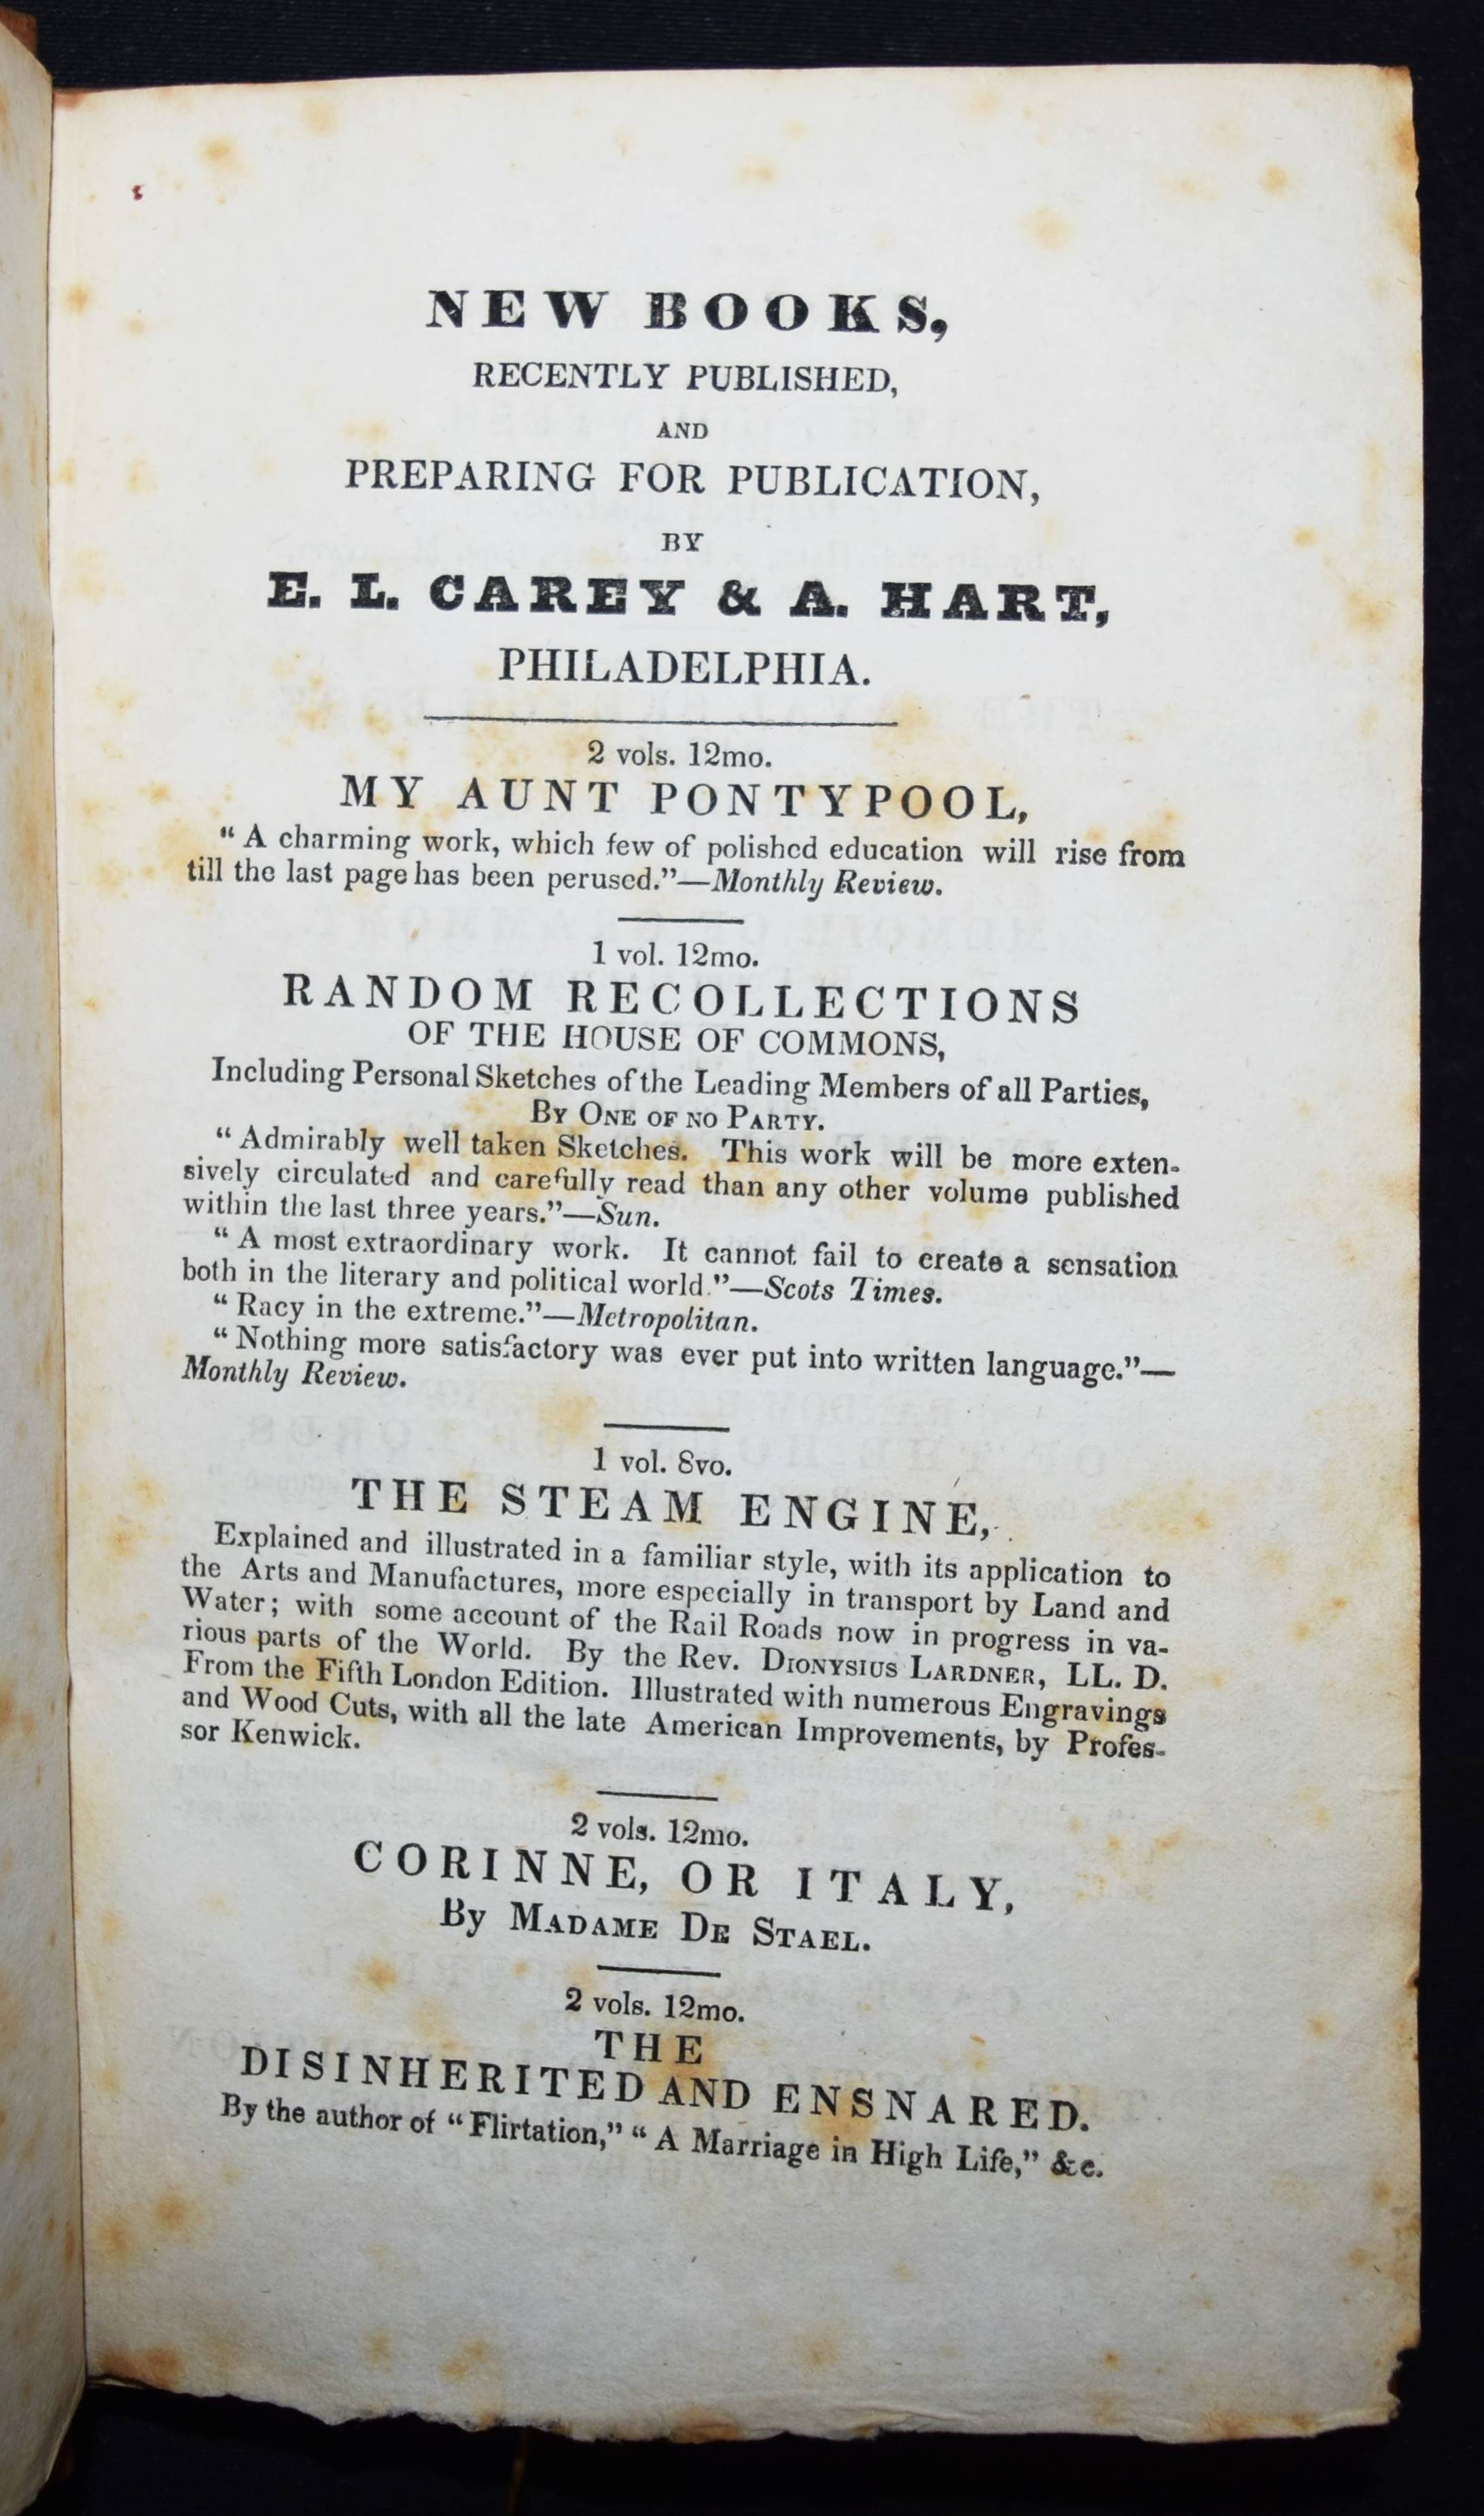 NEW BOOKS,
RECENTLY PUBLISHED,
AND
PREPARING FOR PUBLICATION,
BY
E. L. CAREY & A. HART,
PHILADELPHIA.
2 vols. 12mo.
MY AUNT PONTYPOOL,
“ A charming work, which few of polished education will rise from
till the last page has been perused.”—Monthly Review.
1 vol. 12mo.
RANDOM RECOLLECTIONS
OF THE HOUSE OF COMMONS,
Including Personal Sketches of the Leading Members of all Parties,
By One of no Party.
“ Admirably well taken Sketches. This work will be more exten-
sively circulated and carefully read than any other volume published
within the last three years.”—Sun.
“ A most extraordinary work. It cannot fail to create a sensation
both in the literary and political world.”—Scots Times.
“ Racy in the extreme.”—Metropolitan.
“ Nothing more satisfactory was ever put into written language.”—
Monthly Review.
1 vol. 8vo.
THE STEAM ENGINE,
Explained and illustrated in a familiar style, with its application to
the Arts and Manufactures, more especially in transport by Land and
Water; with some account of the Rail Roads now in progress in va-
rious parts of the World. By the Rev. Dionysius Lardner, LL. D.
From the Fifth London Edition. Illustrated with numerous Engravings
and Wood Cuts, with all the late American Improvements, by Profes-
sor Kenwick.
2 vols. 12mo.
CORINNE, OR ITALY,
By Madame De Stael.
2 vols. 12mo.
THE
DISINHERITED AND ENSNARED.
By the author of “ Flirtation,” “ A Marriage in High Life,” &c.